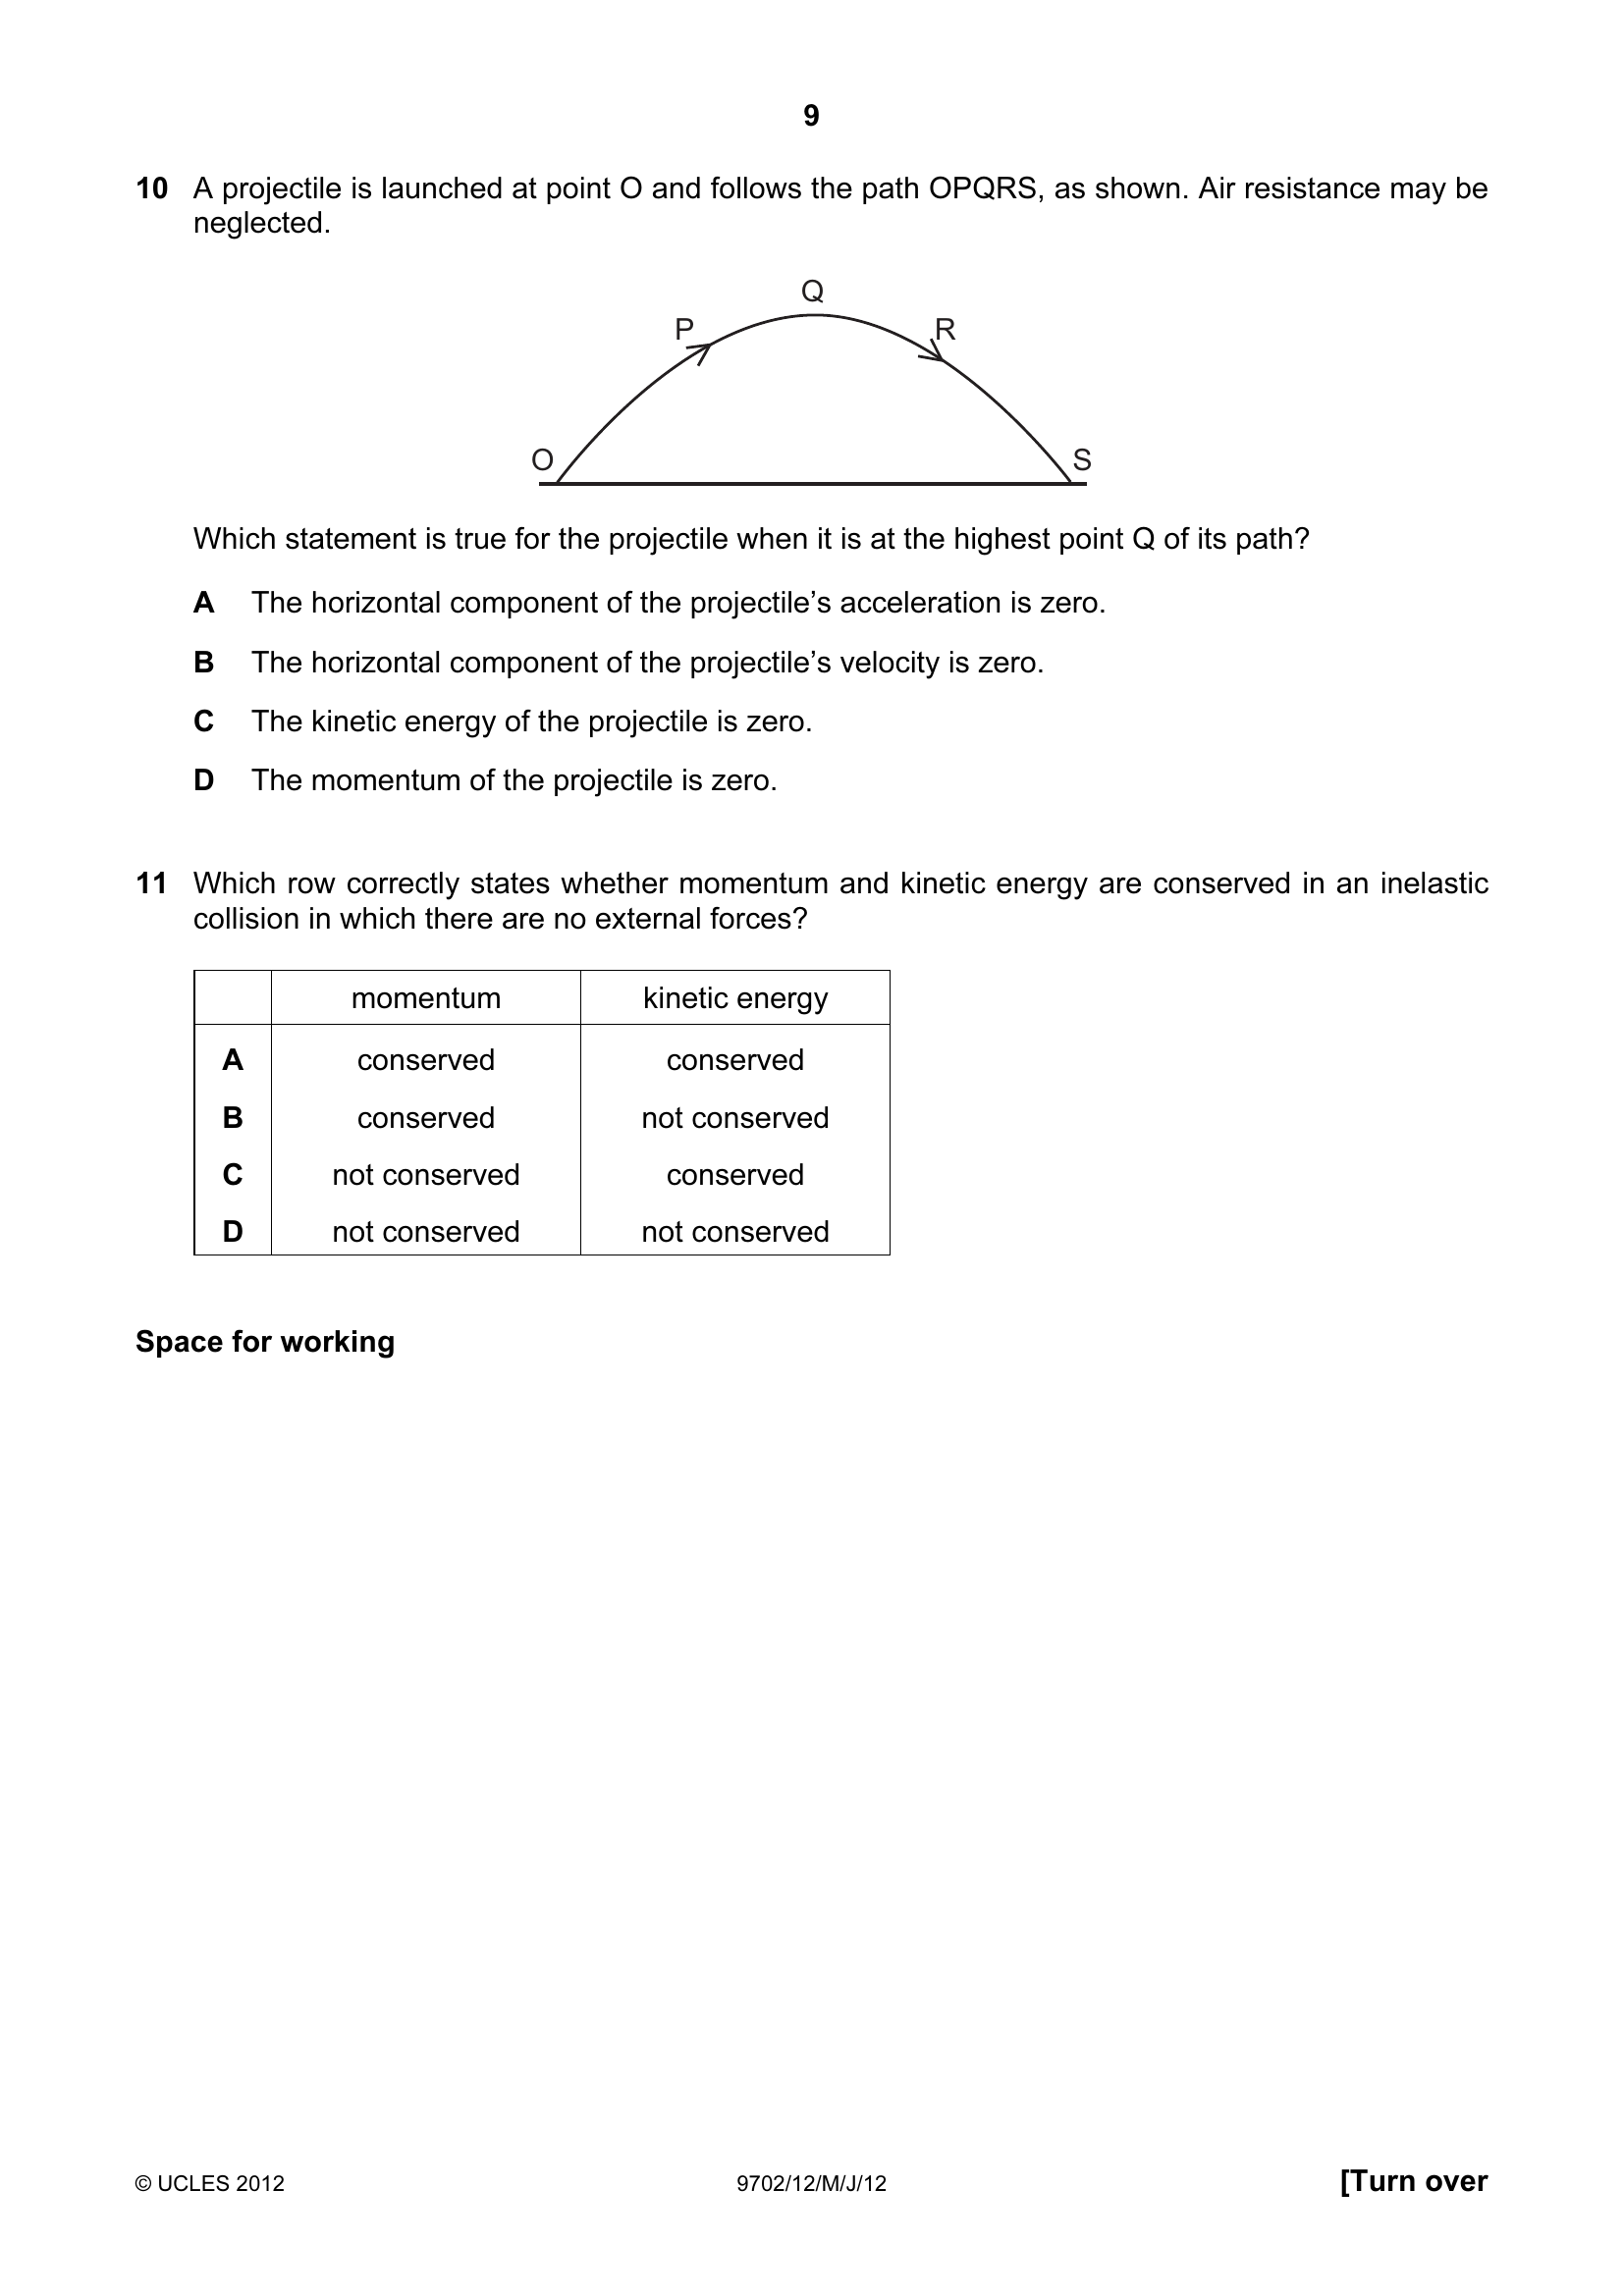 9
10 A projectile is launched at point O and follows the path OPQRS, as shown. Air resistance may be
neglected.
Q
P
R
O
S
Which statement is true for the projectile when it is at the highest point Q of its path?
A The horizontal component of the projectile’s acceleration is zero.
B The horizontal component of the projectile’s velocity is zero.
C The kinetic energy of the projectile is zero.
D The momentum of the projectile is zero.
11 Which row correctly states whether momentum and kinetic energy are conserved in an inelastic
collision in which there are no external forces?
momentum kinetic energy
A conserved conserved
B conserved not conserved
C not conserved conserved
D not conserved not conserved
Space for working
© UCLES 2012 9702/12/M/J/12 [Turn over